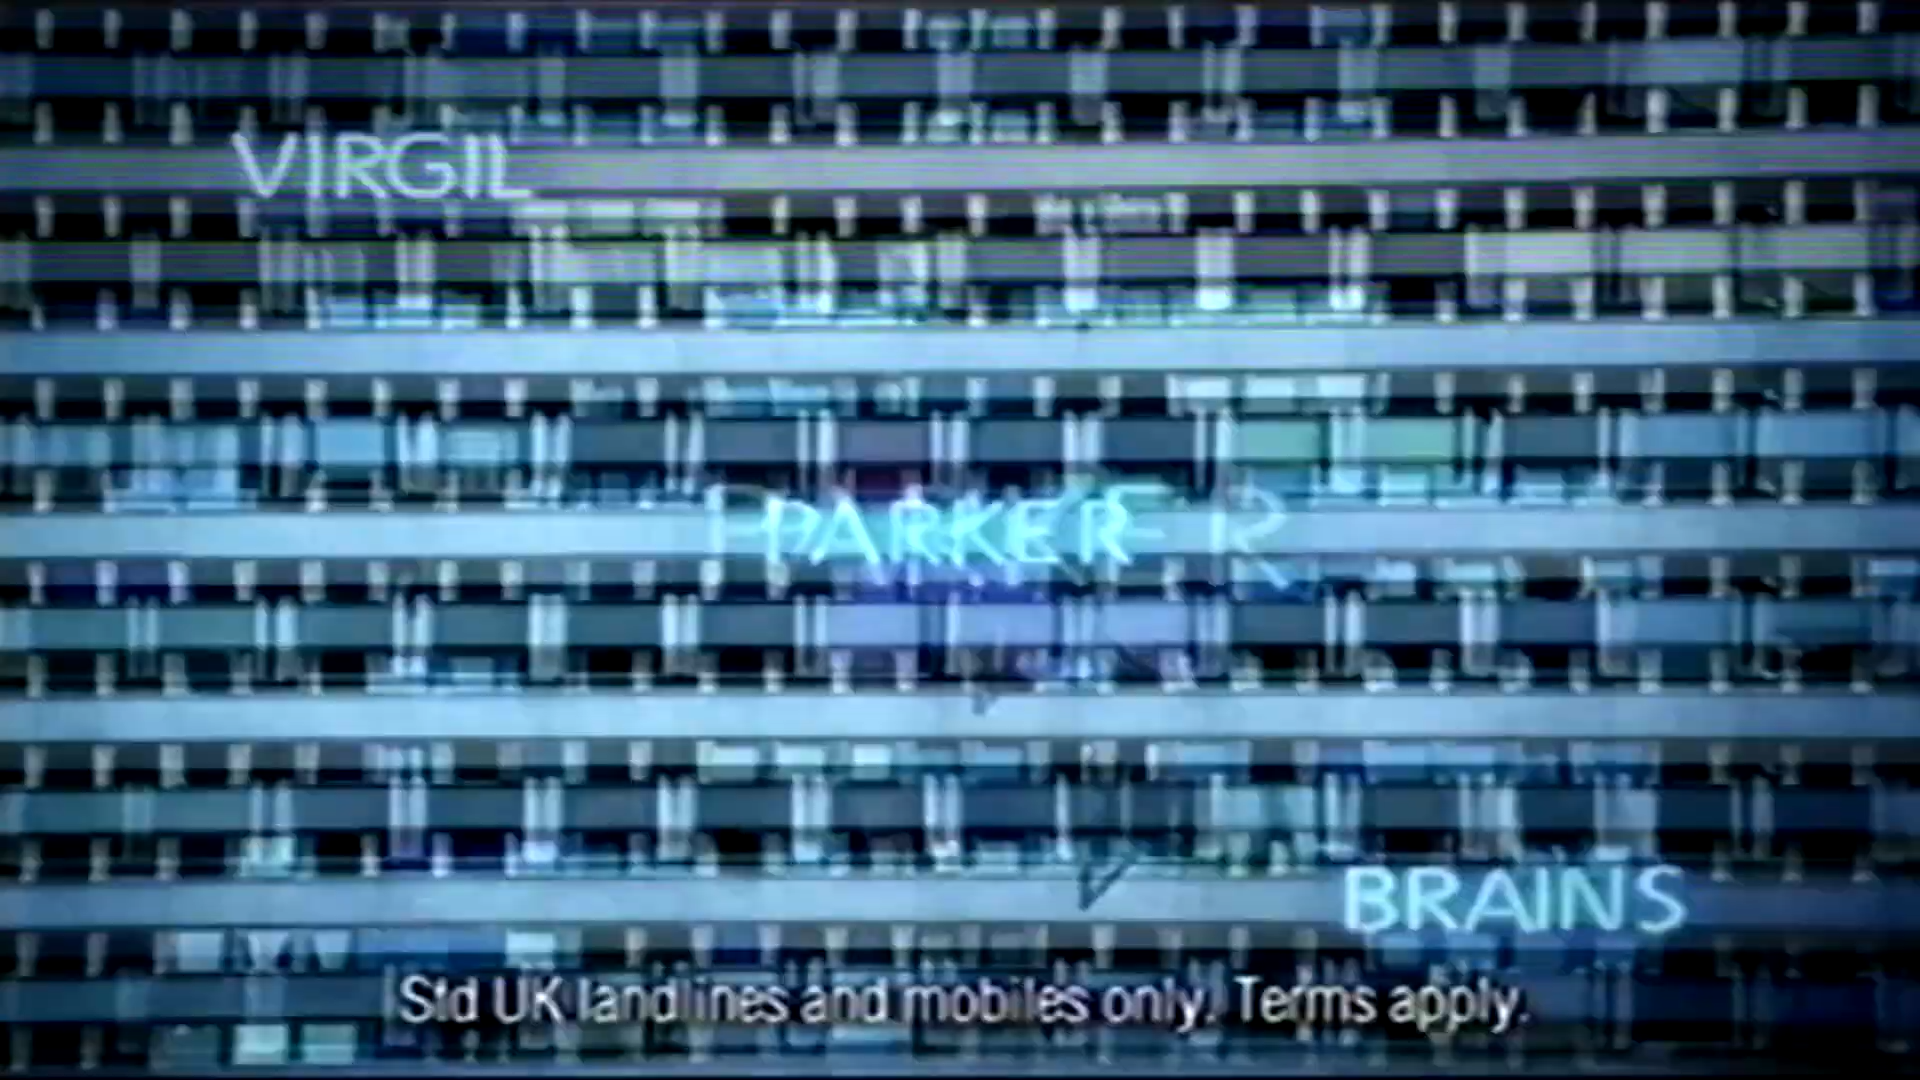 VIRGIL
PARKER
BRAINS
Std UK landlines and mobiles only. Terms apply.